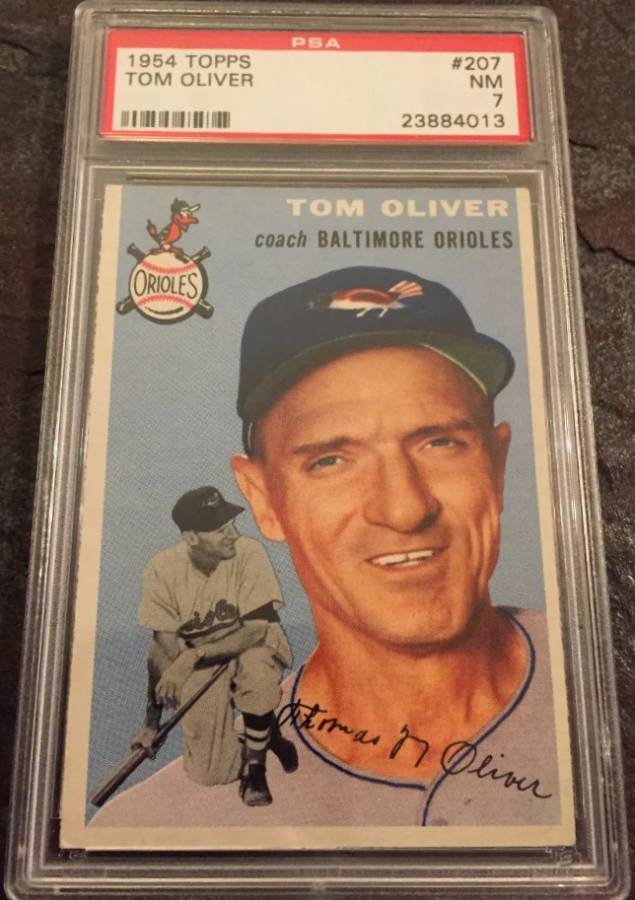 PSA
1954 TOPPS #207
TOM OLIVER NM
7
23884013
TOM OLIVER
coach BALTIMORE ORIOLES
ORIOLES
Thomas N Oliver